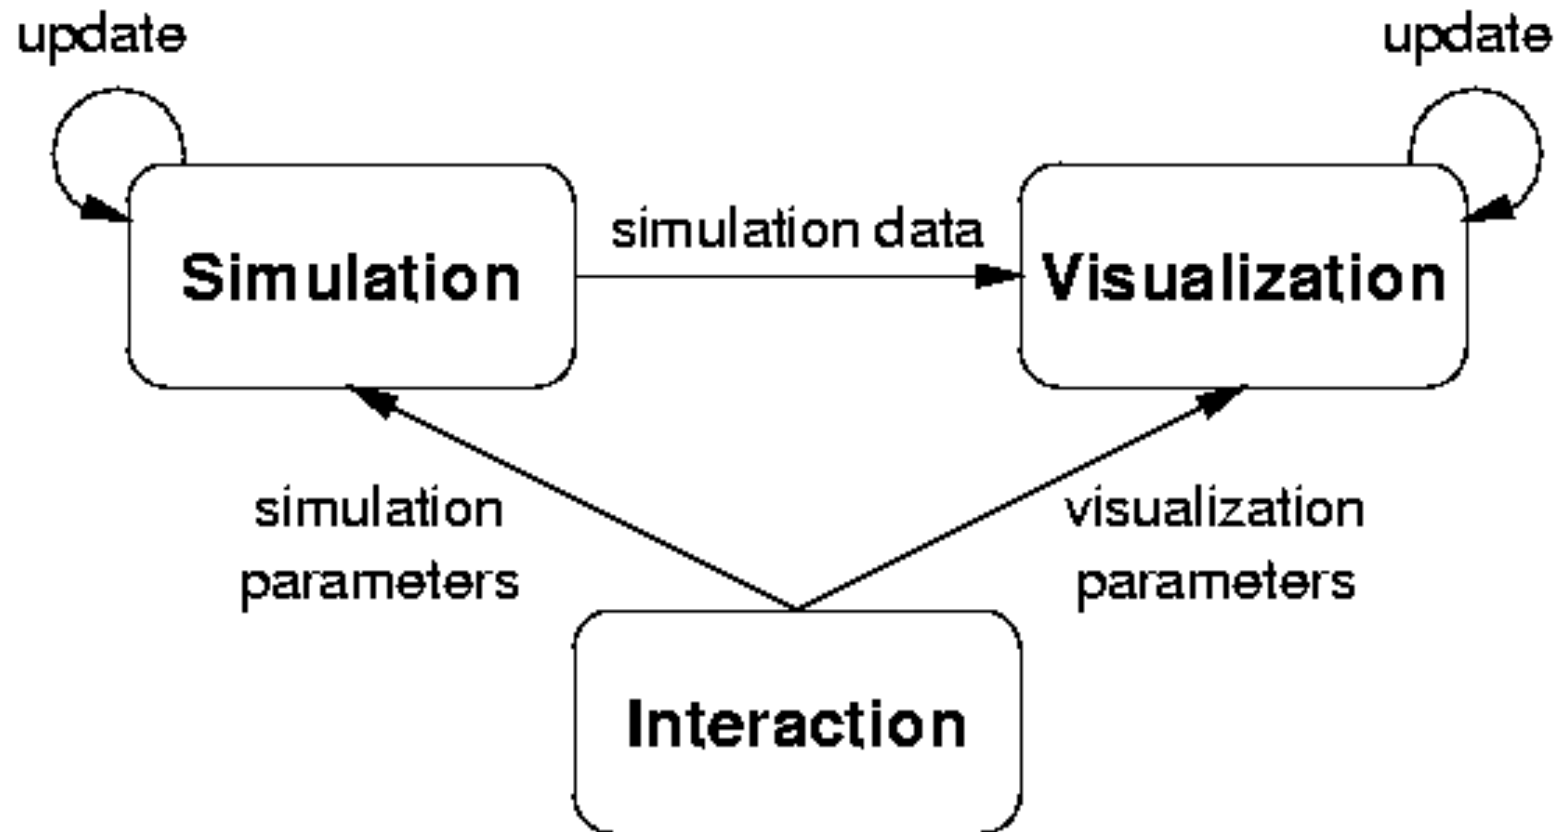 update
update
simulation data
Simulation
Visualization
simulation
parameters
visualization
parameters
Interaction